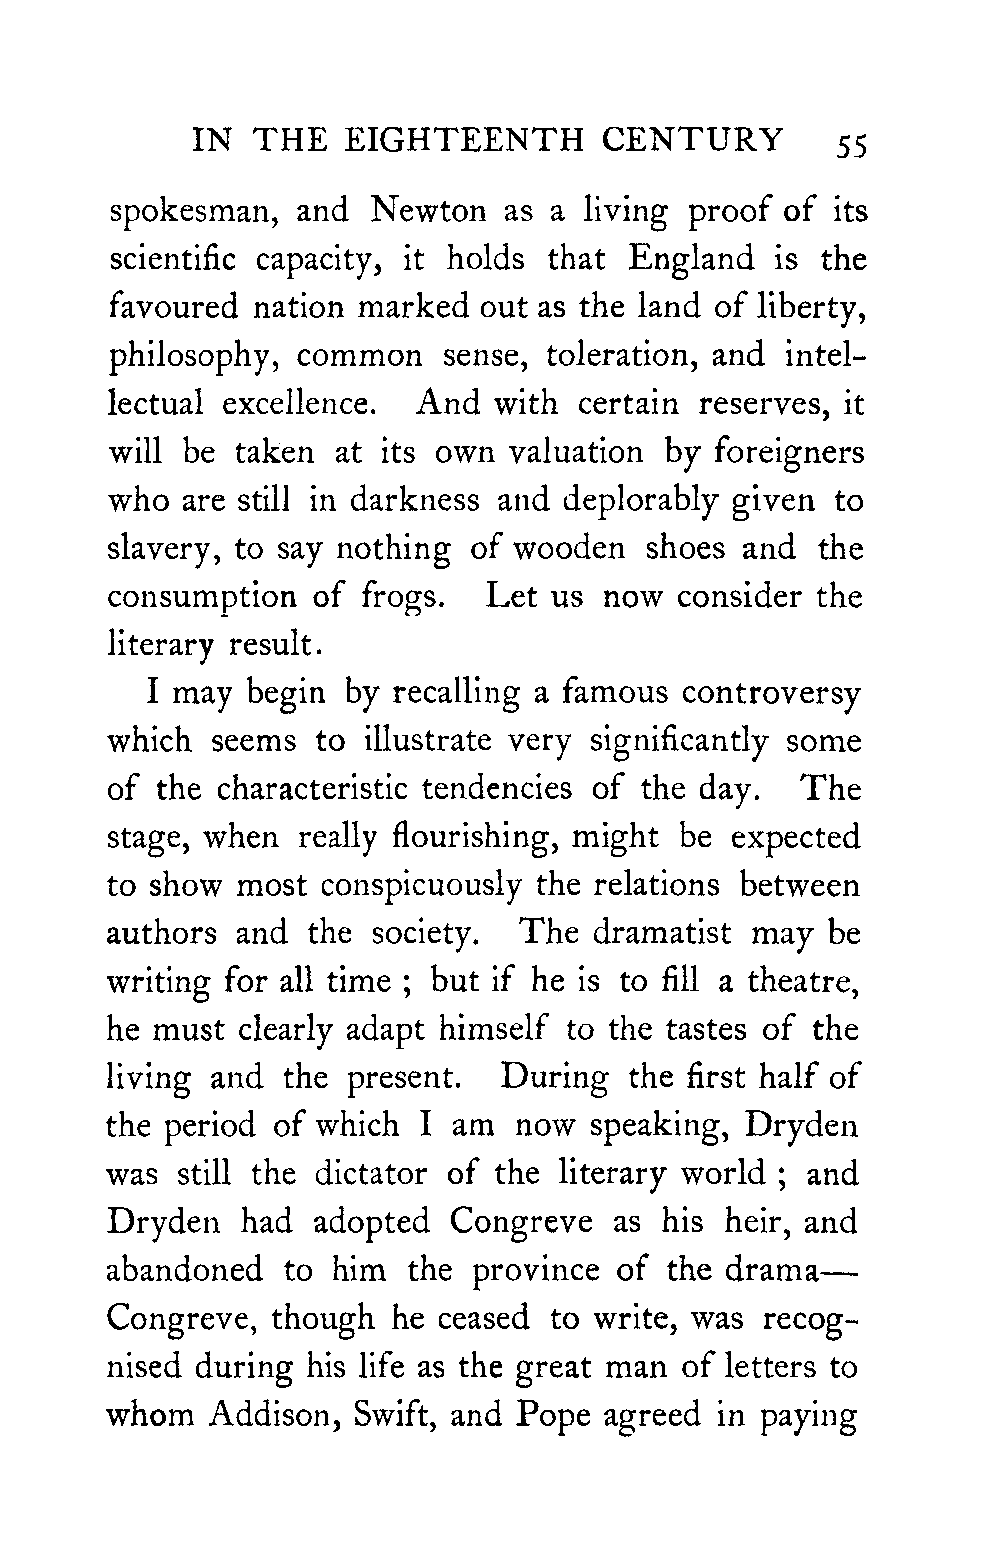 IN THE EIGHTEENTH CENTURY 55
spokesman, and Newton as a living proof of its
scientific capacity, it holds that England is the
favoured nation marked out as the land of liberty,
philosophy, common sense, toleration, and intel-
lectual excellence. And with certain reserves, it
will be taken at its own valuation by foreigners
who are still in darkness and deplorably given to
slavery, to say nothing of wooden shoes and the
consumption of frogs. Let us now consider the
literary result.
I may begin by recalling a famous controversy
which seems to illustrate very significantly some
of the characteristic tendencies of the day. The
stage, when really flourishing, might be expected
to show most conspicuously the relations between
authors and the society. The dramatist may be
writing for all time ; but if he is to fill a theatre,
he must clearly adapt himself to the tastes of the
living and the present. During the first half of
the period of which I am now speaking, Dryden
was still the dictator of the literary world ; and
Dryden had adopted Congreve as his heir, and
abandoned to him the province of the drama—
Congreve, though he ceased to write, was recog-
nised during his life as the great man of letters to
whom Addison, Swift, and Pope agreed in paying